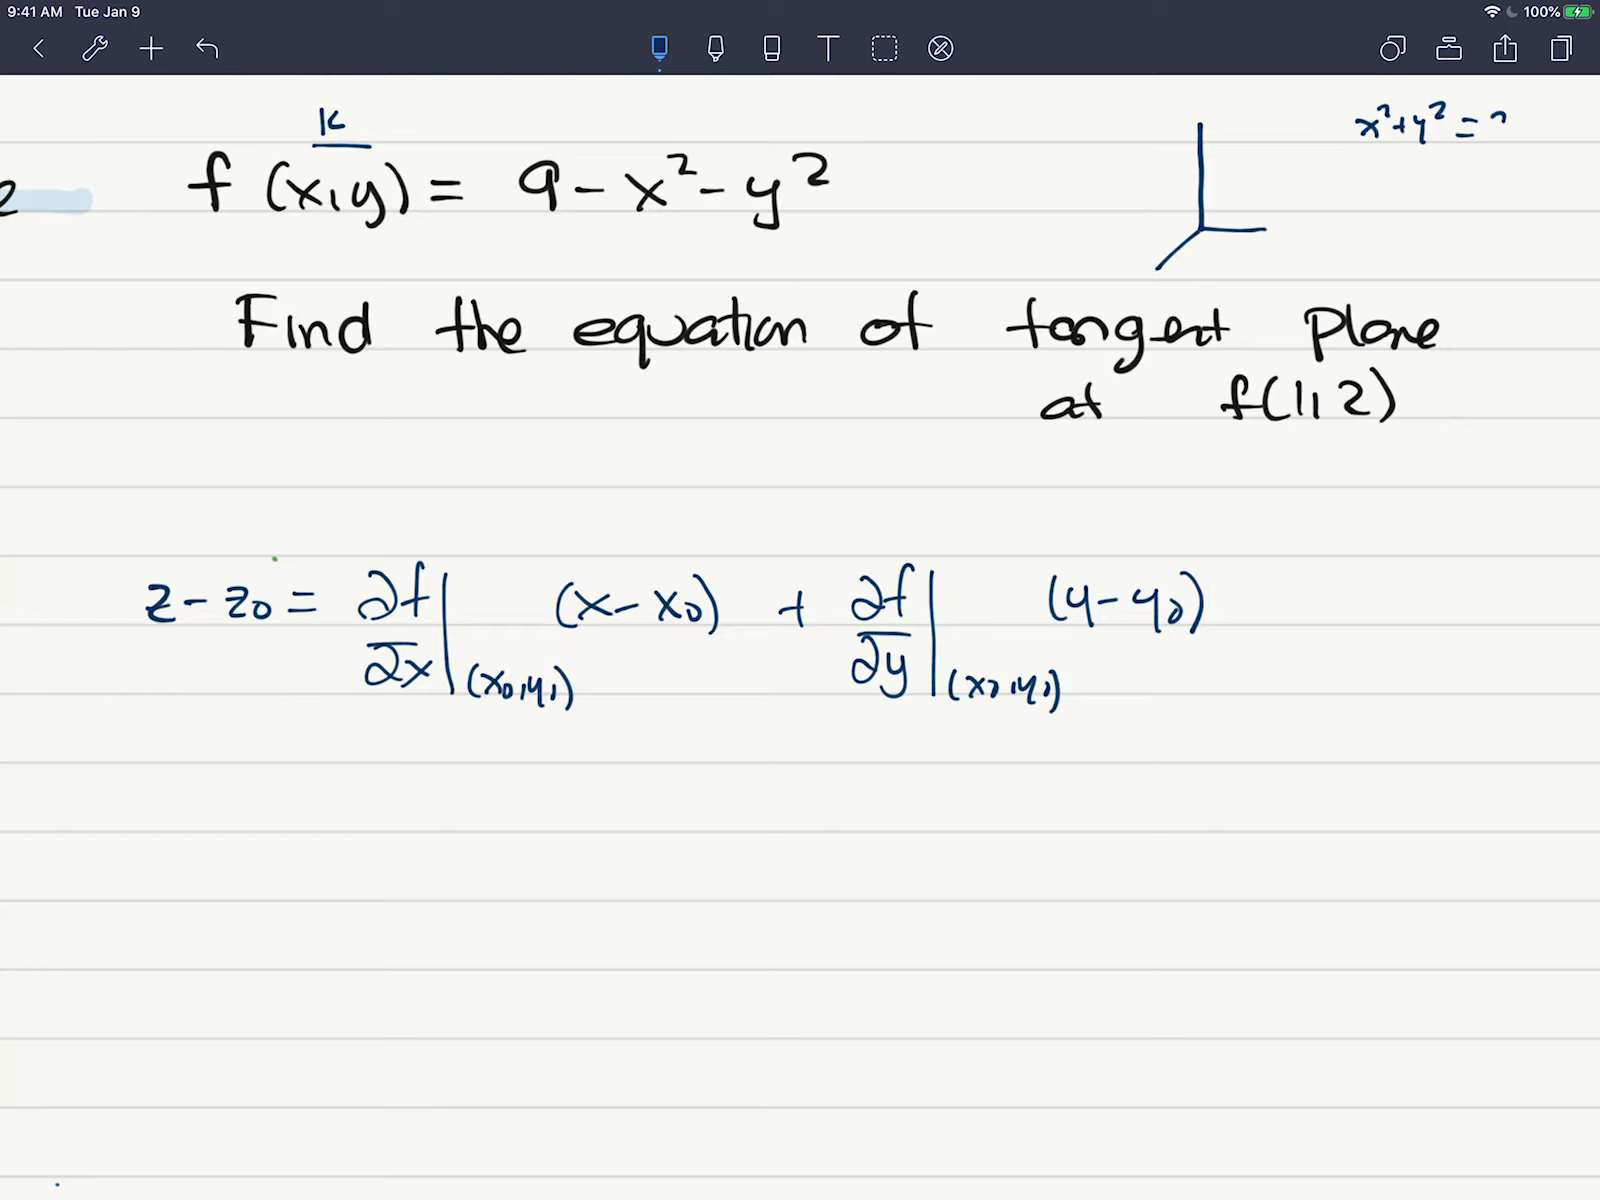 9:41 AM Tue Jan 9
100%
T
k
x²+y² = ?
f (x,y) = 9 - x² - y²
Find the equation of tangent plane
at f(1,2)
z - z₀ = ∂f/∂x|(x₀,y₀) (x - x₀) + ∂f/∂y|(x₀,y₀) (y - y₀)